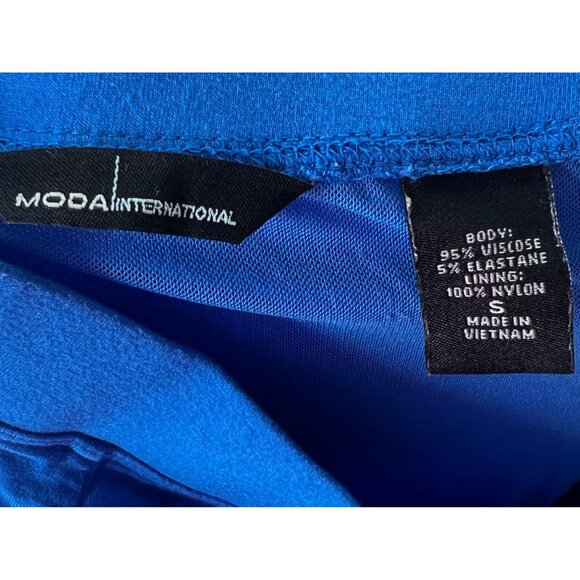 MODA INTERNATIONAL
BODY:
95% VISCOSE
5% ELASTANE
LINING:
100% NYLON
S
MADE IN
VIETNAM